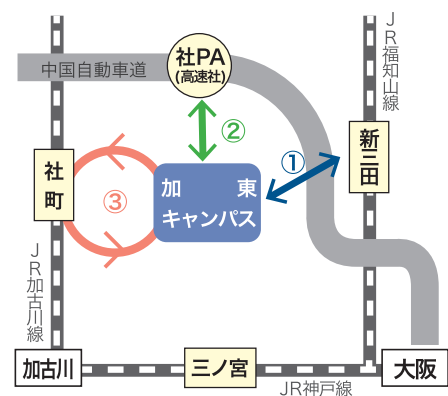 社PA
(高速社)
中国自動車道
JR福知山線
②
①
新三田
社町
加東
キャンパス
③
JR加古川線
加古川
三ノ宮
大阪
JR神戸線